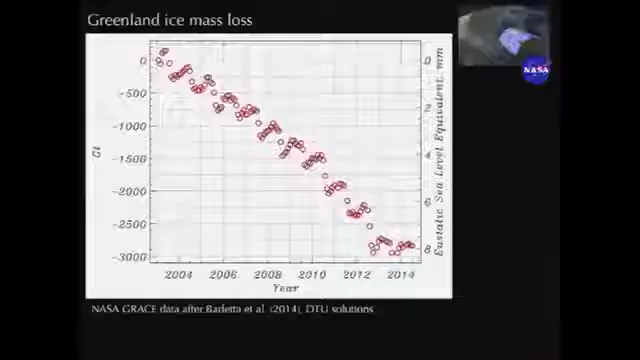 Greenland ice mass loss
NASA
0
-500
-1000
-1500
-2000
-2500
-3000
Gt
0
2
4
6
8
Eustatic Sea Level Equivalent, mm
2004 2006 2008 2010 2012 2014
Year
NASA GRACE data after Barletta et al. (2014), DTU solutions